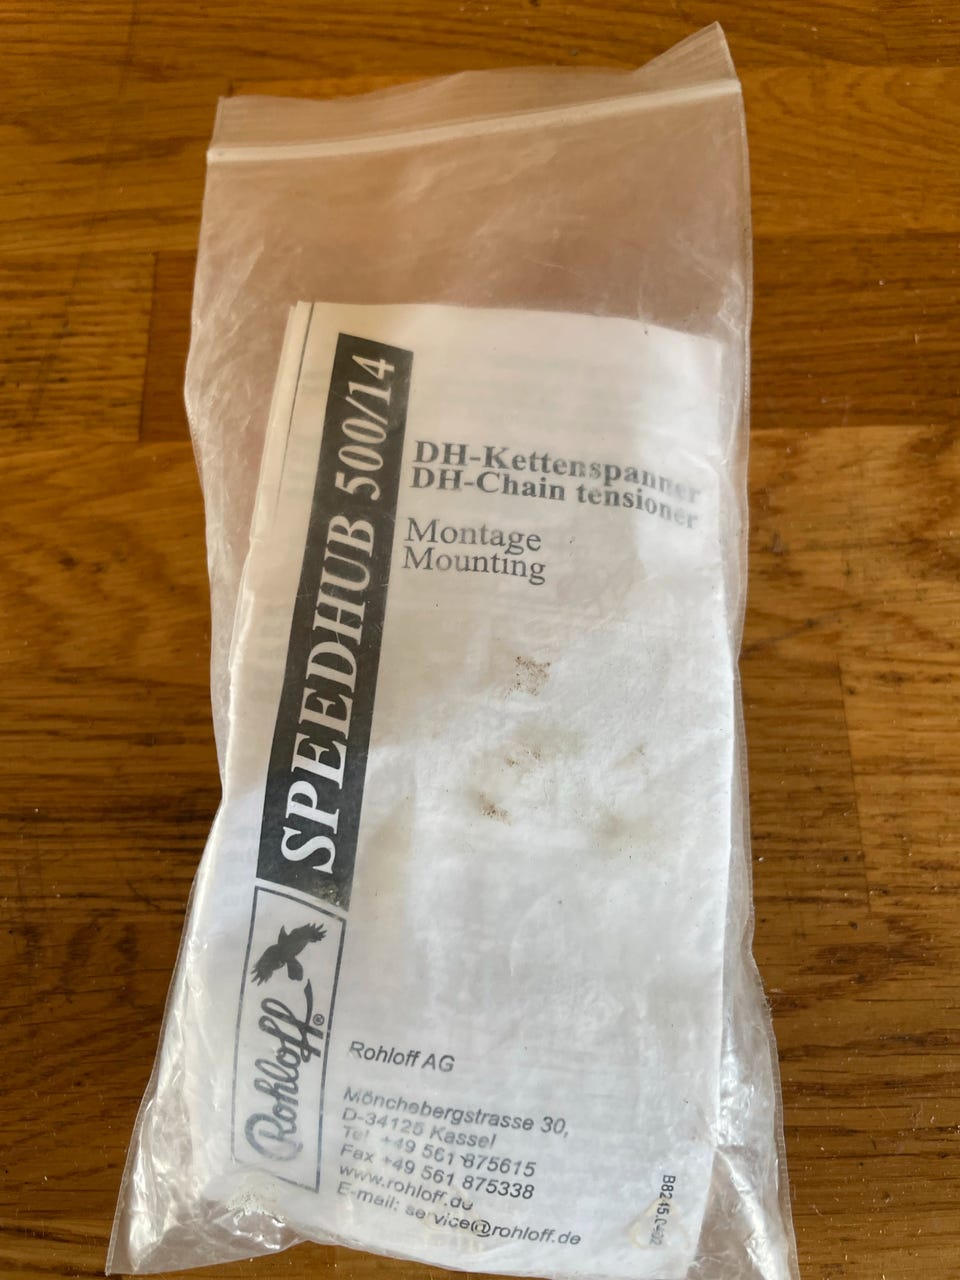 SPEEDHUB 500/14
DH-Kettenspanner
DH-Chain tensioner
Montage
Mounting
Rohloff®
Rohloff AG
Mönchebergstrasse 30,
D-34125 Kassel
Tel. +49 561 875615
Fax +49 561 875338
www.rohloff.de
E-mail: service@rohloff.de